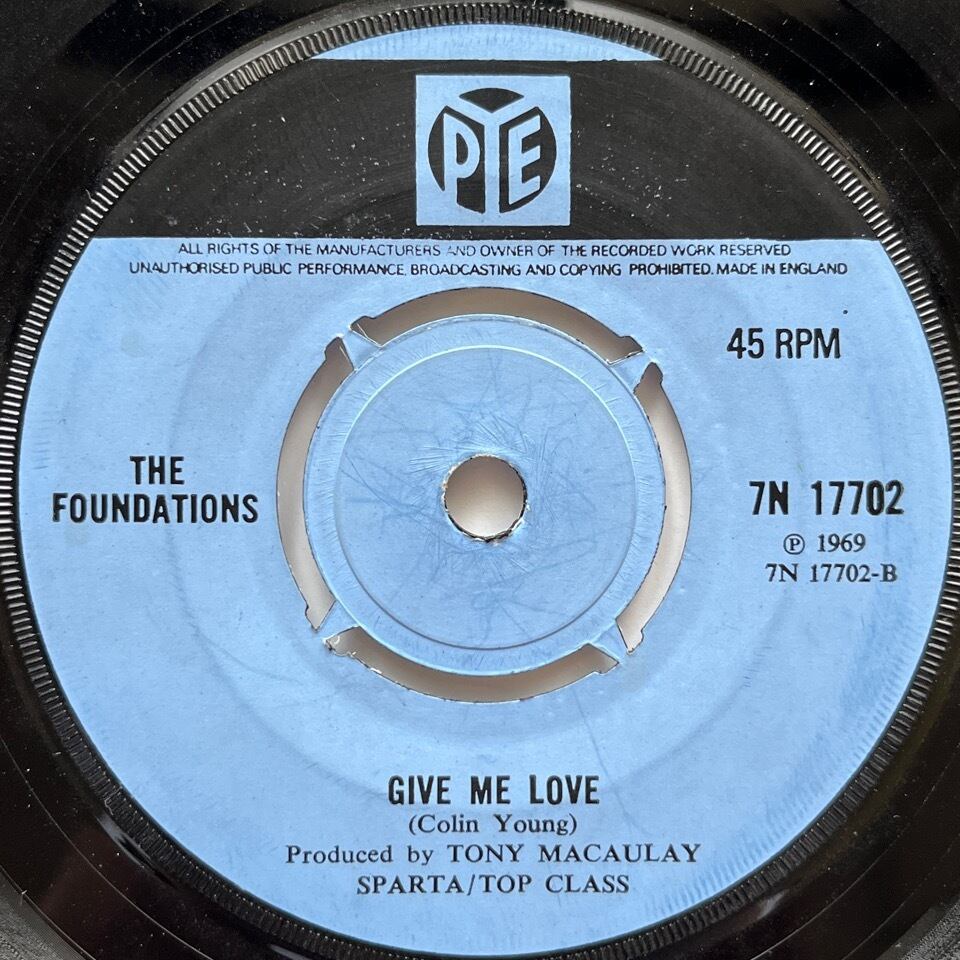 PYE
ALL RIGHTS OF THE MANUFACTURERS AND OWNER OF THE RECORDED WORK RESERVED
UNAUTHORISED PUBLIC PERFORMANCE, BROADCASTING AND COPYING PROHIBITED. MADE IN ENGLAND
45 RPM
THE
FOUNDATIONS
7N 17702
℗ 1969
7N 17702-B
GIVE ME LOVE
(Colin Young)
Produced by TONY MACAULAY
SPARTA/TOP CLASS